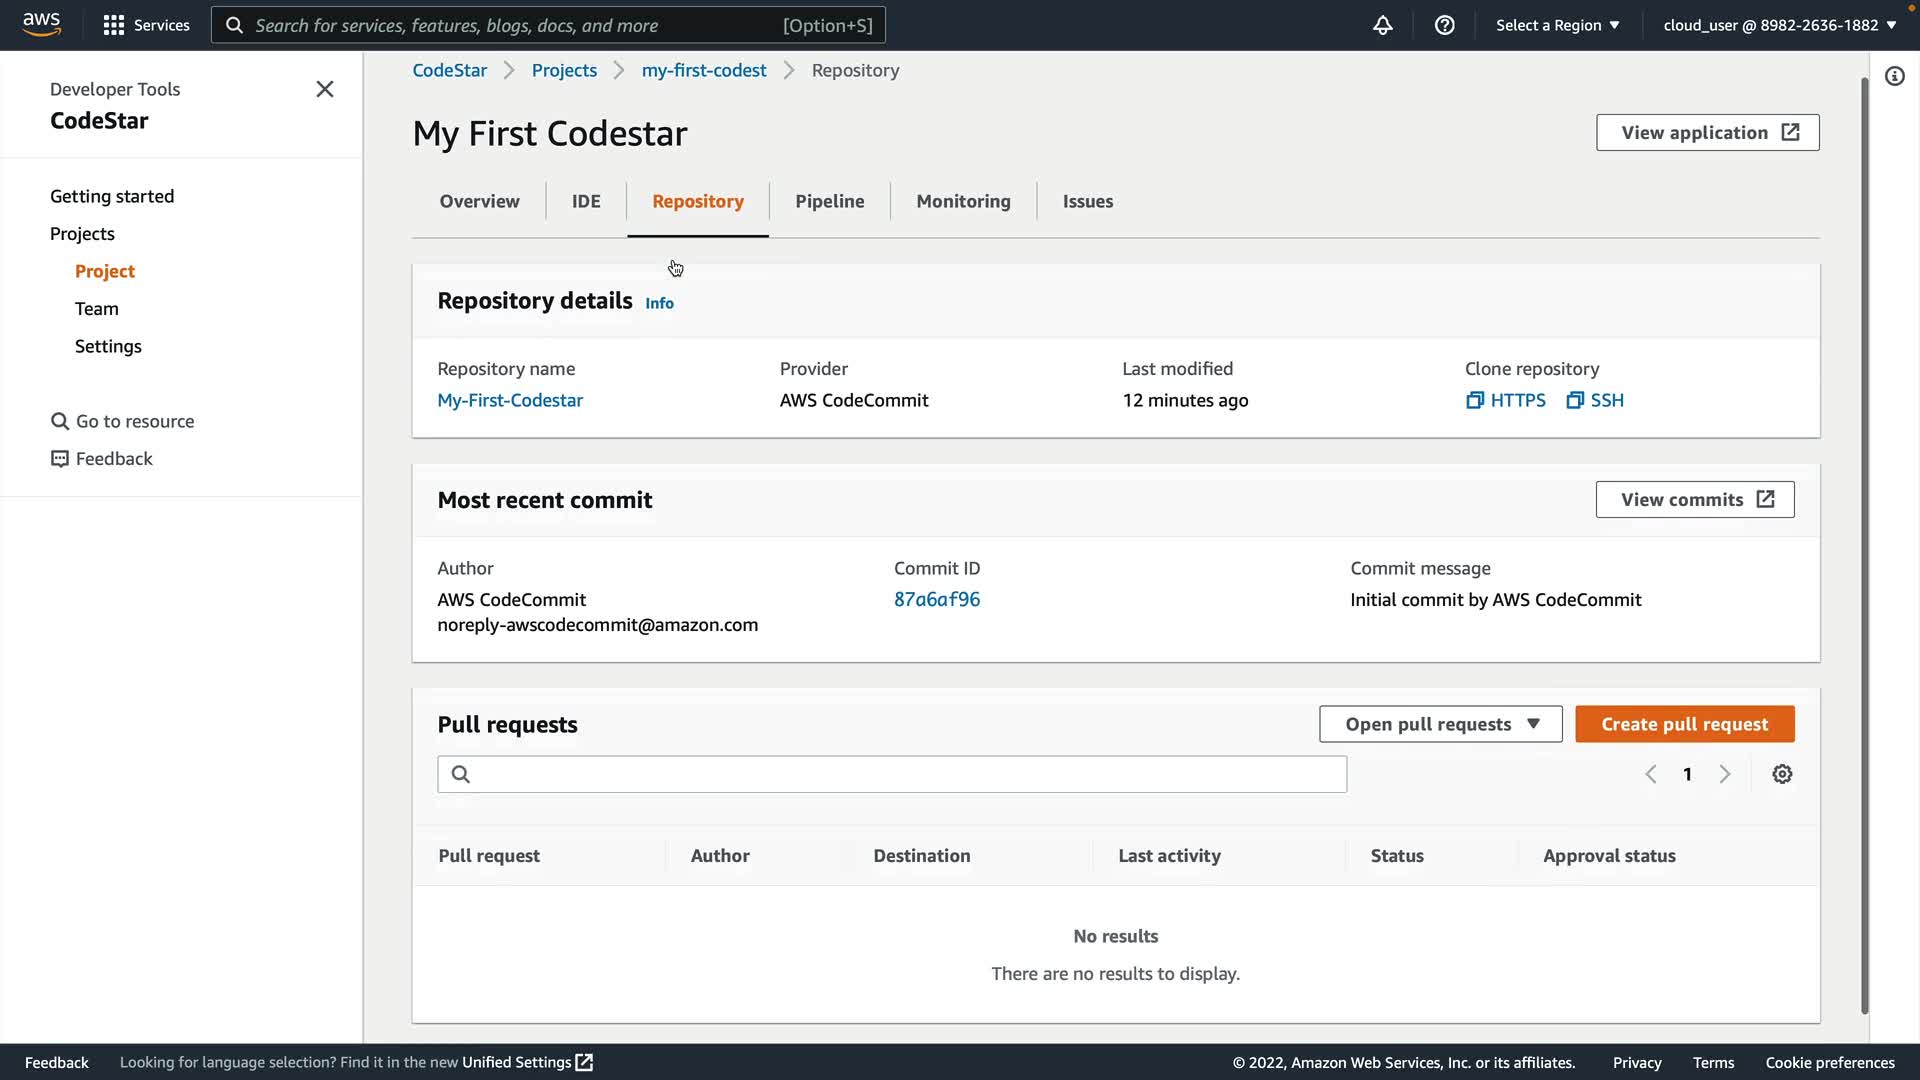 aws
Services
Search for services, features, blogs, docs, and more [Option+S]
Select a Region ▼
cloud_user @ 8982-2636-1882 ▼
Developer Tools
CodeStar
Getting started
Projects
Project
Team
Settings
Go to resource
Feedback
CodeStar > Projects > my-first-codest > Repository
My First Codestar
View application
Overview
IDE
Repository
Pipeline
Monitoring
Issues
Repository details Info
Repository name
My-First-Codestar
Provider
AWS CodeCommit
Last modified
12 minutes ago
Clone repository
HTTPS SSH
Most recent commit
View commits
Author
AWS CodeCommit
noreply-awscodecommit@amazon.com
Commit ID
87a6af96
Commit message
Initial commit by AWS CodeCommit
Pull requests
Open pull requests ▼
Create pull request
1
Pull request
Author
Destination
Last activity
Status
Approval status
No results
There are no results to display.
Feedback
Looking for language selection? Find it in the new Unified Settings
© 2022, Amazon Web Services, Inc. or its affiliates.
Privacy
Terms
Cookie preferences